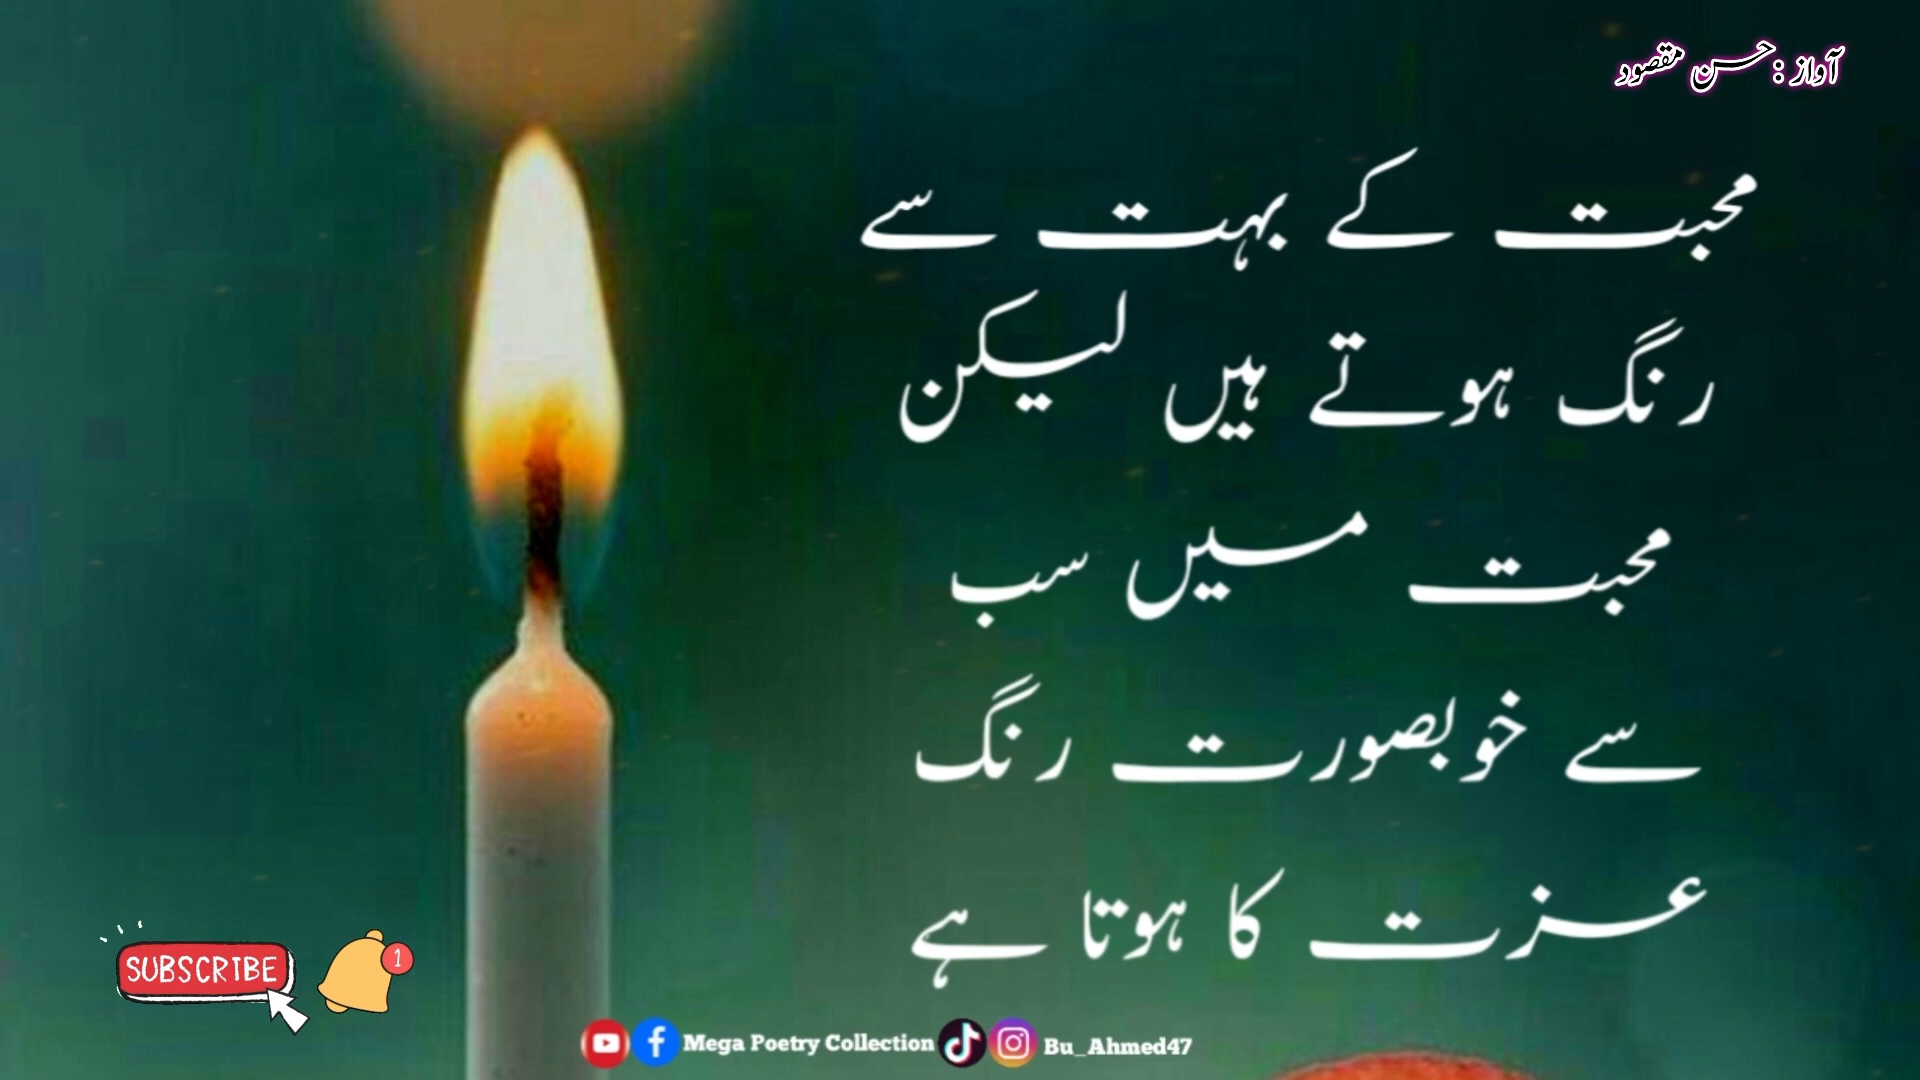 آواز : حسن مقصود
محبت کے بہت سے
رنگ ہوتے ہیں لیکن
محبت میں سب
سے خوبصورت رنگ
عزت کا ہوتا ہے
SUBSCRIBE
1
Mega Poetry Collection
Bu_Ahmed47